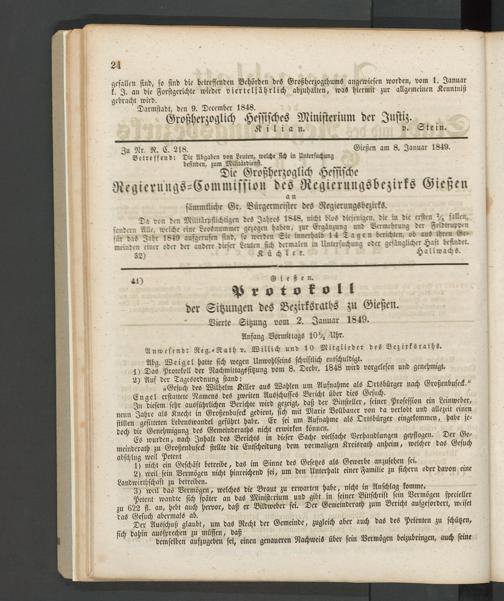 24
gefallen sind, so sind die betreffenden Behörden des Großherzogthums angewiesen worden, vom 1. Januar
k. J. an die Forstgerichte wieder vierteljährlich abzuhalten, was hiermit zur allgemeinen Kenntniß
gebracht wird.
Darmstadt, den 9. December 1848.
Großherzoglich Hessisches Ministerium der Justiz.
Kilian. v. Stein.
Zu Nr. R. C. 218. Gießen am 8. Januar 1849.
Betreffend: Die Abgaben von Leuten, welche sich in Untersuchung
befinden, zum Militärdienst.
Die Großherzoglich Hessische
Regierungs-Commission des Regierungsbezirks Gießen
an
sämmtliche Gr. Bürgermeister des Regierungsbezirks.
Da von den Militärpflichtigen des Jahres 1848, nicht blos diejenigen, die in die ersten fallen,
sondern Alle, welche eine Loosnummer gezogen haben, zur Ergänzung und Vermehrung der Feldtruppen
für das Jahr 1849 aufgerufen sind, so werden Sie innerhalb 14 Tagen berichten, ob aus Ihren Ge-
meinden einer oder der andere dieser Leuten sich dermalen in Untersuchung oder gefänglicher Haft befindet.
32) Küchler. Hallwachs.
41) Gießen.
Protokoll
der Sitzungen des Bezirksraths zu Gießen.
Vierte Sitzung vom 2. Januar 1849.
Anfang Vormittags 10 Uhr.
Anwesend: Reg.-Rath v. Willich und 10 Mitglieder des Bezirksraths.
Abg. Weigel hatte sich wegen Unwohlseins schriftlich entschuldigt.
1) Das Protokoll der Nachmittagssitzung vom 8. Decbr. 1848 wird vorgelesen und genehmigt.
2) Auf der Tagesordnung stand:
„Gesuch des Wilhelm Killer aus Wahlen um Aufnahme als Ortsbürger nach Großenbuseck.“
Engel erstattet Namens des zweiten Ausschusses Bericht über dies Gesuch.
In diesem sehr ausführlichen Berichte wird gezeigt, daß der Bittsteller, seiner Profession ein Leinweber,
neun Jahre als Knecht in Großenbuseck gedient, sich mit Marie Vollbauer von da verlobt und allezeit einen
stillen gesitteten Lebenswandel geführt habe. Er sei um Aufnahme als Ortsbürger eingekommen, habe je-
doch die Genehmigung des Gemeinderaths nicht erwirken können.
Es wurden, nach Inhalt des Berichts in dieser Sache vielfache Verhandlungen gepflogen. Der Ge-
meinderath zu Großenbuseck stellte die Entscheidung dem vormaligen Kreisrath anheim, welcher das Gesuch
abschlug weil Petent
1) nicht ein Geschäft betreibe, das im Sinne des Gesetzes als Gewerbe anzusehen sei.
2) weil sein Vermögen nicht hinreichend sei, um den Unterhalt einer Familie zu sichern oder davon eine
Landwirthschaft zu betreiben.
3) weil das Vermögen, welches die Braut zu erwarten habe, nicht in Anschlag komme.
Petent wandte sich später an das Ministerium und gibt in seiner Bittschrift sein Vermögen specieller
zu 622 fl. an, hebt auch hervor, daß er Bildweber sei. Der Gemeinderath zum Bericht aufgefordert, weiset
das Gesuch abermals ab.
Der Ausschuß glaubt, um das Recht der Gemeinde, zugleich aber auch das des Petenten zu schützen,
sich dahin aussprechen zu müssen, daß
demselben aufzugeben sei, einen genaueren Nachweis über sein Vermögen beizubringen, auch seine